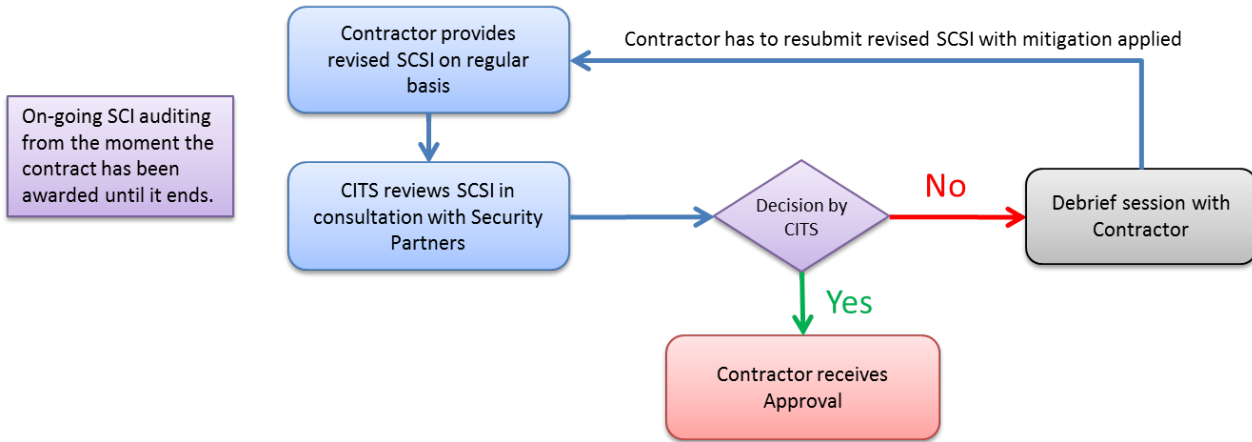 Contractor provides
revised SCSI on regular
basis
Contractor has to resubmit revised SCSI with mitigation applied
On-going SCI auditing
from the moment the
contract has been
awarded until it ends.
CITS reviews SCSI in
consultation with Security
Partners
Decision by
CITS
No
Debrief session with
Contractor
Yes
Contractor receives
Approval